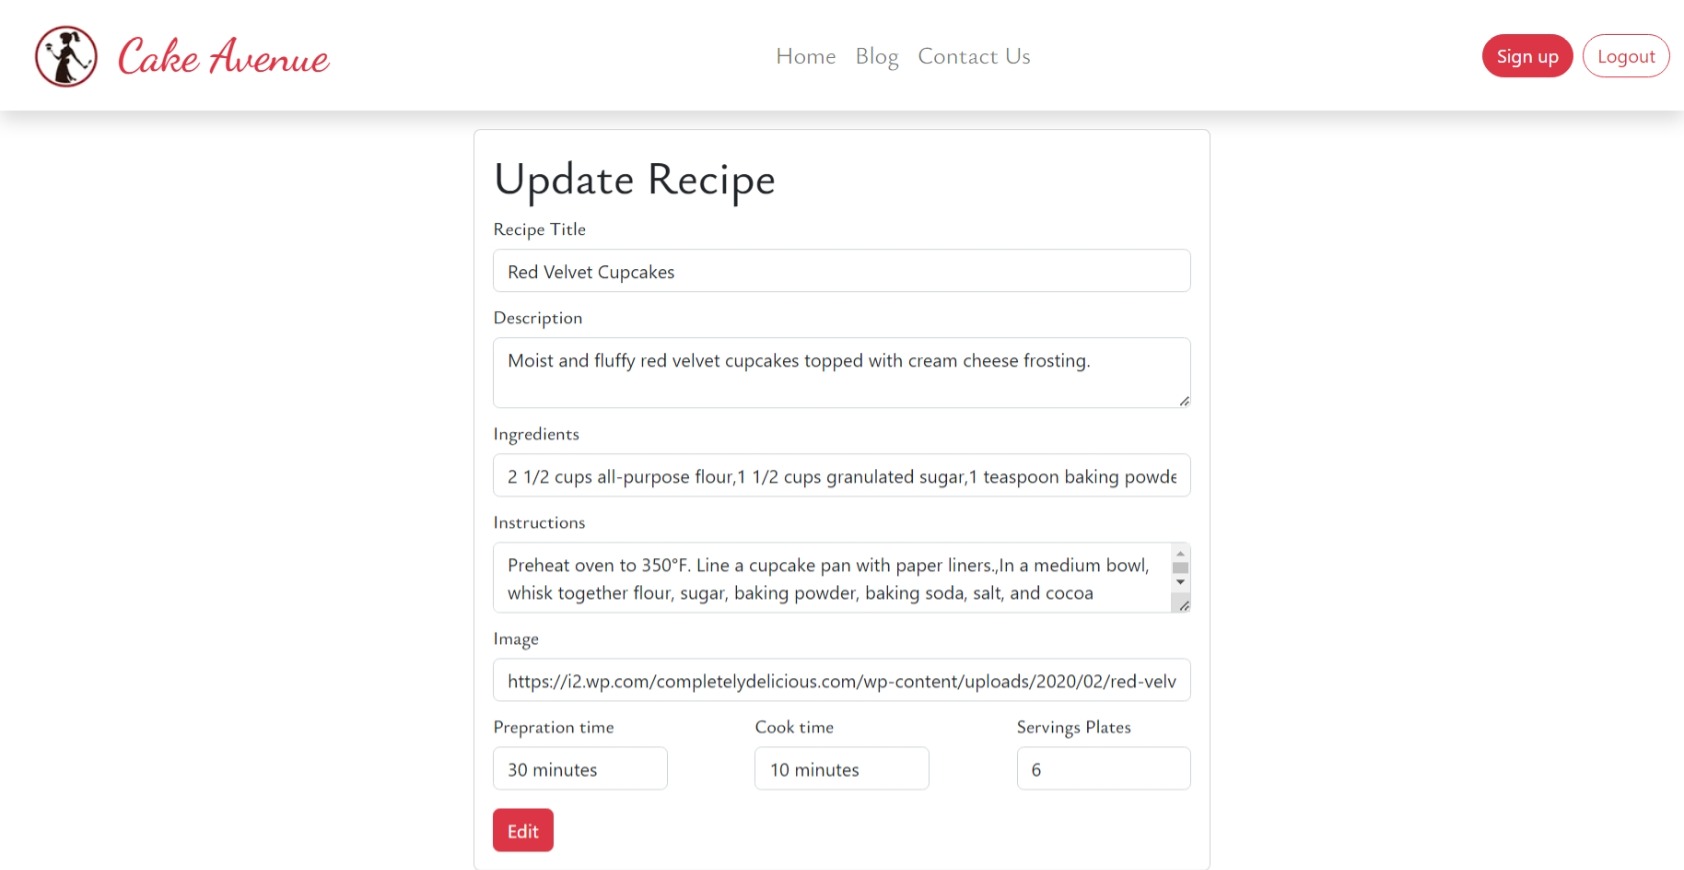 Cake Avenue
Home Blog Contact Us
Sign up Logout
Update Recipe
Recipe Title
Red Velvet Cupcakes
Description
Moist and fluffy red velvet cupcakes topped with cream cheese frosting.
Ingredients
2 1/2 cups all-purpose flour,1 1/2 cups granulated sugar,1 teaspoon baking powde
Instructions
Preheat oven to 350°F. Line a cupcake pan with paper liners.,In a medium bowl,
whisk together flour, sugar, baking powder, baking soda, salt, and cocoa
Image
https://i2.wp.com/completelydelicious.com/wp-content/uploads/2020/02/red-velv
Prepration time Cook time Servings Plates
30 minutes 10 minutes 6
Edit